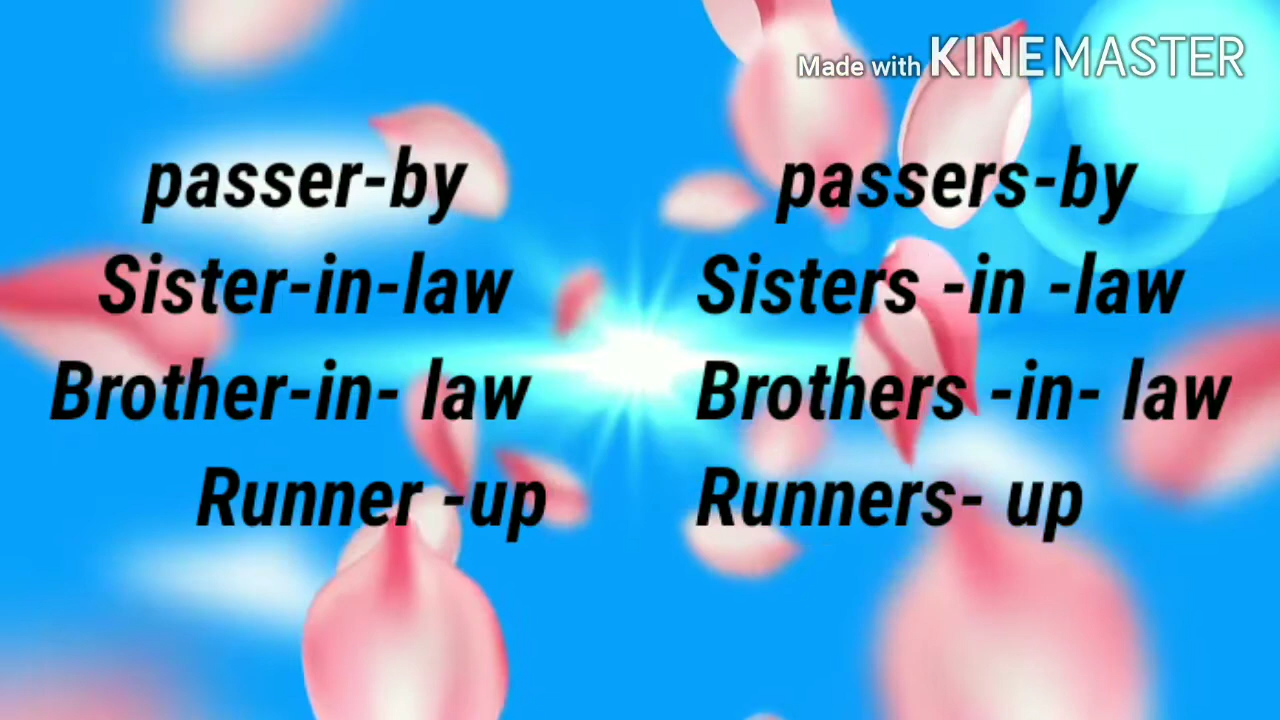 Made with KINEMASTER
passer-by passers-by
Sister-in-law Sisters -in -law
Brother-in- law Brothers -in- law
Runner -up Runners- up